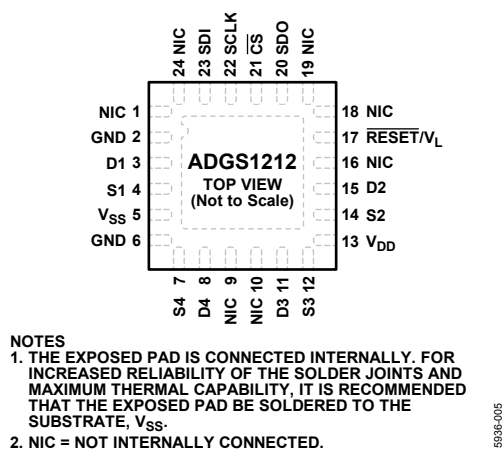 24 NIC
23 SDI
22 SCLK
21 CS
20 SDO
19 NIC
NIC 1
GND 2
D1 3
S1 4
VSS 5
GND 6
ADGS1212
TOP VIEW
(Not to Scale)
18 NIC
17 RESET/VL
16 NIC
15 D2
14 S2
13 VDD
S4 7
D4 8
NIC 9
NIC 10
D3 11
S3 12
NOTES
1. THE EXPOSED PAD IS CONNECTED INTERNALLY. FOR
INCREASED RELIABILITY OF THE SOLDER JOINTS AND
MAXIMUM THERMAL CAPABILITY, IT IS RECOMMENDED
THAT THE EXPOSED PAD BE SOLDERED TO THE
SUBSTRATE, VSS.
2. NIC = NOT INTERNALLY CONNECTED.
5936-005